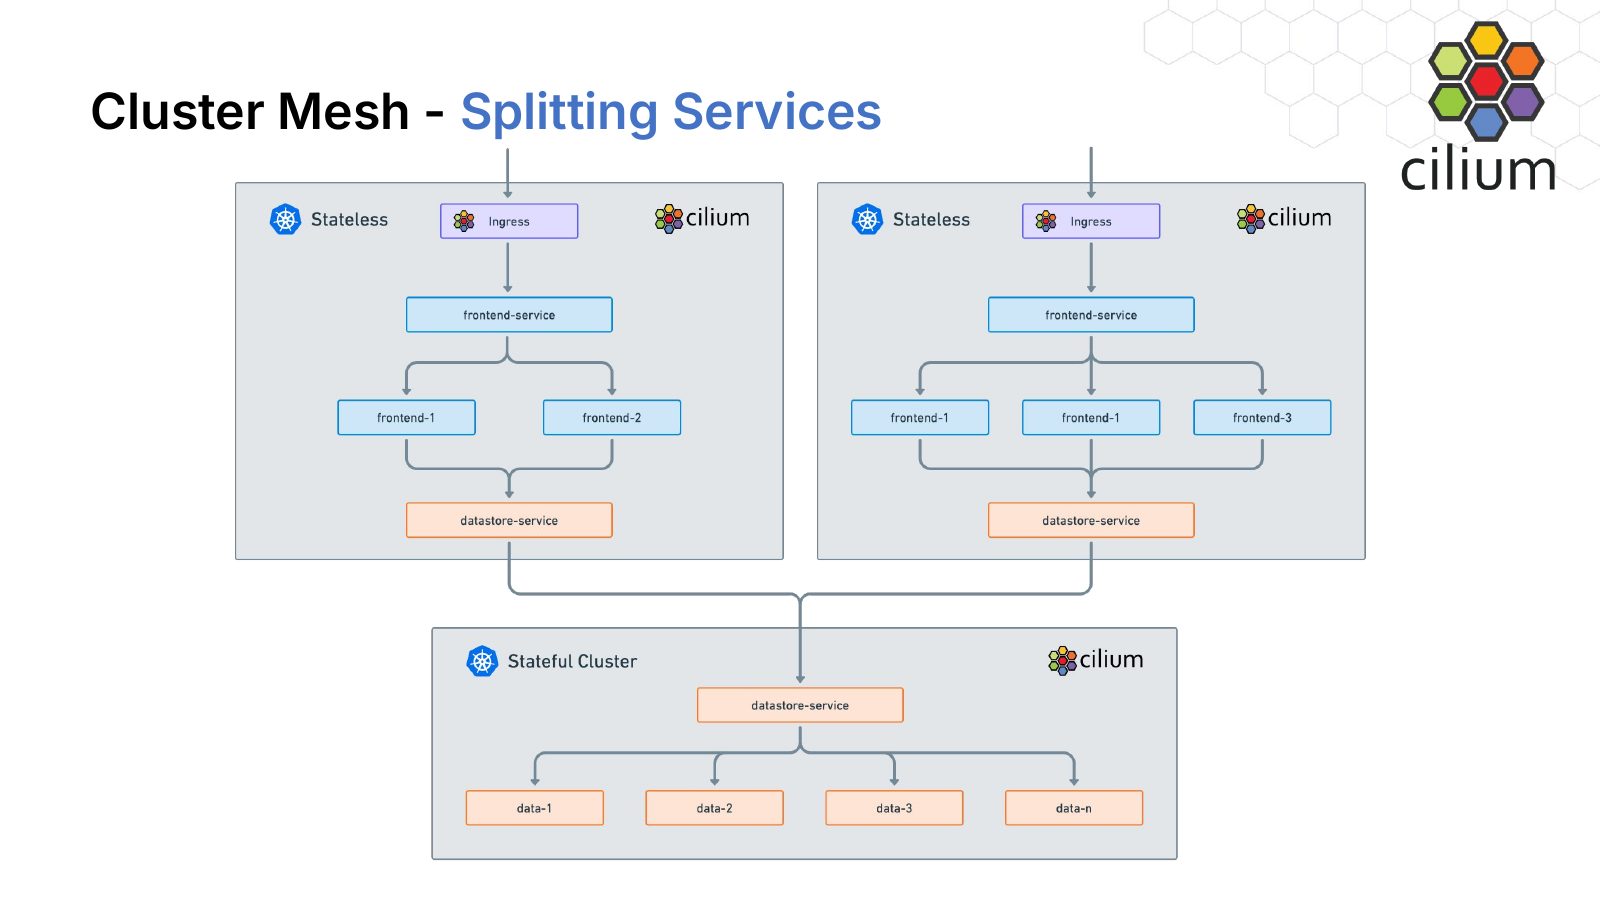 Cluster Mesh - Splitting Services
cilium
Stateless
Ingress
cilium
frontend-service
frontend-1
frontend-2
datastore-service
Stateless
Ingress
cilium
frontend-service
frontend-1
frontend-1
frontend-3
datastore-service
Stateful Cluster
cilium
datastore-service
data-1
data-2
data-3
data-n